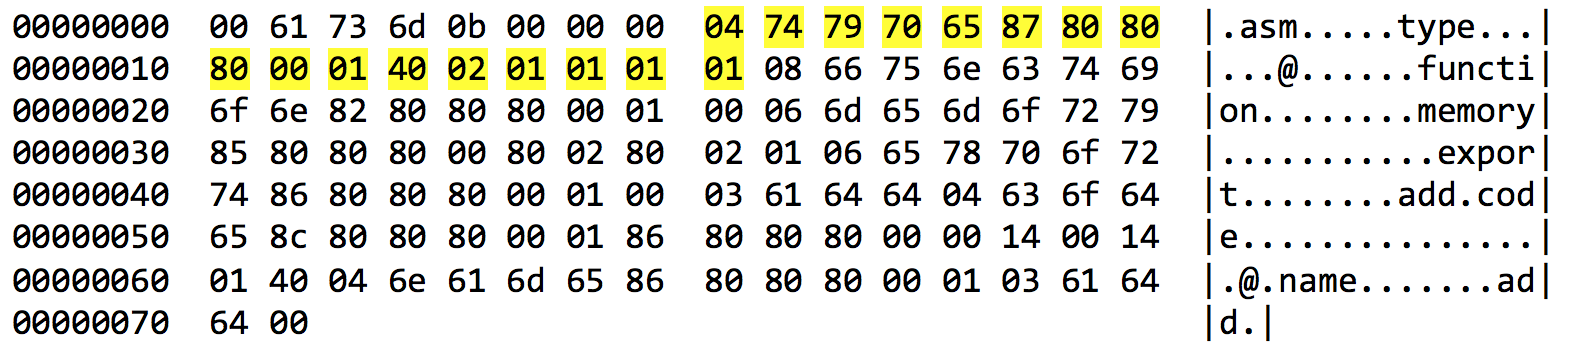 00000000 00 61 73 6d 0b 00 00 00 04 74 79 70 65 87 80 80 |.asm.....type...|
00000010 80 00 01 40 02 01 01 01 01 08 66 75 6e 63 74 69 |...@......functi|
00000020 6f 6e 82 80 80 80 00 01 00 06 6d 65 6d 6f 72 79 |on........memory|
00000030 85 80 80 80 00 80 02 80 02 01 06 65 78 70 6f 72 |...........expor|
00000040 74 86 80 80 80 00 01 00 03 61 64 64 04 63 6f 64 |t........add.cod|
00000050 65 8c 80 80 80 00 01 86 80 80 80 00 00 14 00 14 |e...............|
00000060 01 40 04 6e 61 6d 65 86 80 80 80 00 01 03 61 64 |.@.name.......ad|
00000070 64 00 |d.|